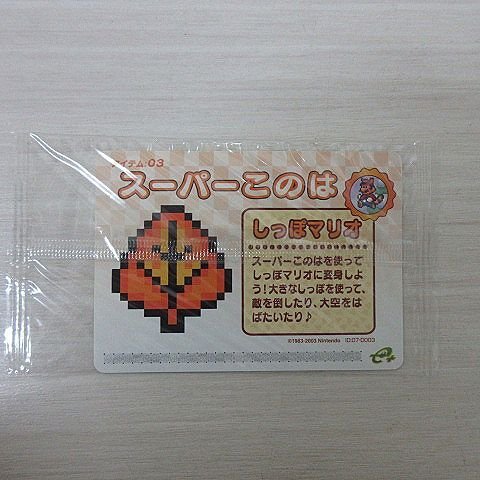 アイテム:03
スーパーこのは
しっぽマリオ
スーパーこのはを使って
しっぽマリオに変身しよ
う!大きなしっぽを使って、
敵を倒したり、大空をは
ばたいたり♪
©1983-2003 Nintendo ID:07-D003
e+